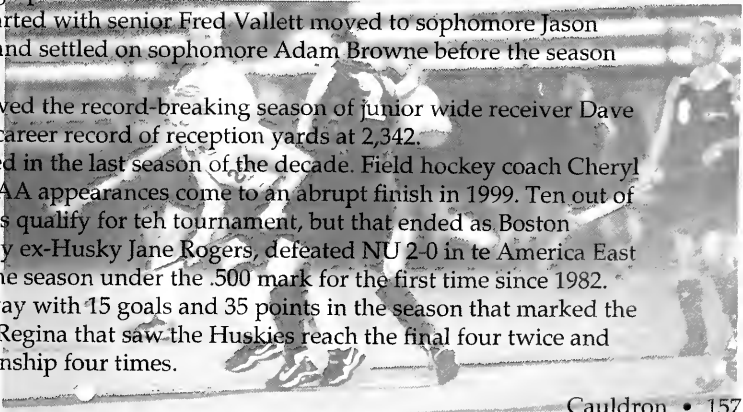 rted with senior Fred Vallett moved to sophomore Jason
nd settled on sophomore Adam Browne before the season
ved the record-breaking season of junior wide receiver Dave
areer record of reception yards at 2,342.
ed in the last season of the decade. Field hockey coach Cheryl
AA appearances come to an abrupt finish in 1999. Ten out of
s qualify for teh tournament, but that ended as Boston
y ex-Husky Jane Rogers, defeated NU 2-0 in te America East
ne season under the .500 mark for the first time since 1982.
ay with 15 goals and 35 points in the season that marked the
Regina that saw the Huskies reach the final four twice and
nship four times.
Cauldron • 157